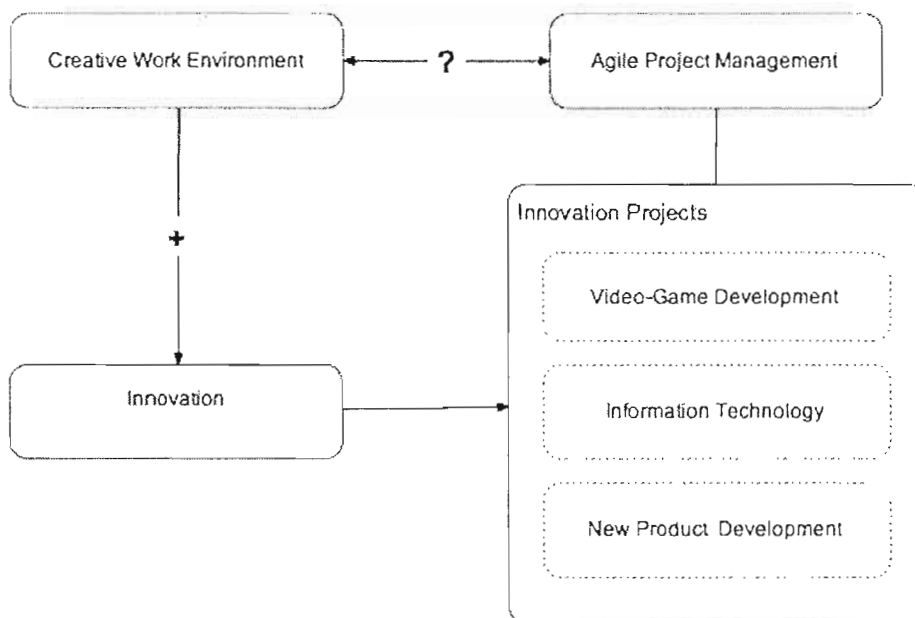 Creative Work Environment
?
Agile Project Management
+
Innovation Projects
Video-Game Development
Innovation
Information Technology
New Product Development